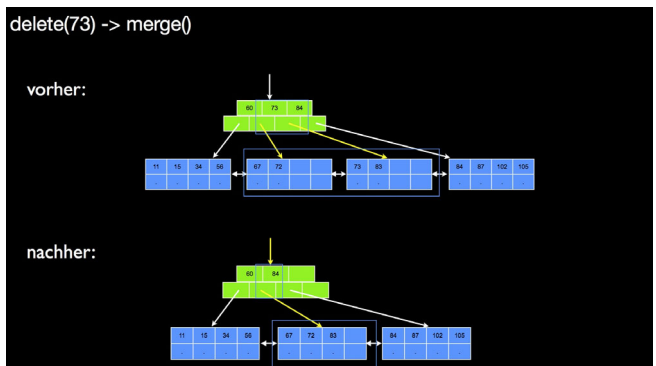 delete(73) -> merge()
vorher:
60 73 84
11 15 34 56 67 72 73 83 84 87 102 105
nachher:
60 84
11 15 34 56 67 72 83 84 87 102 105